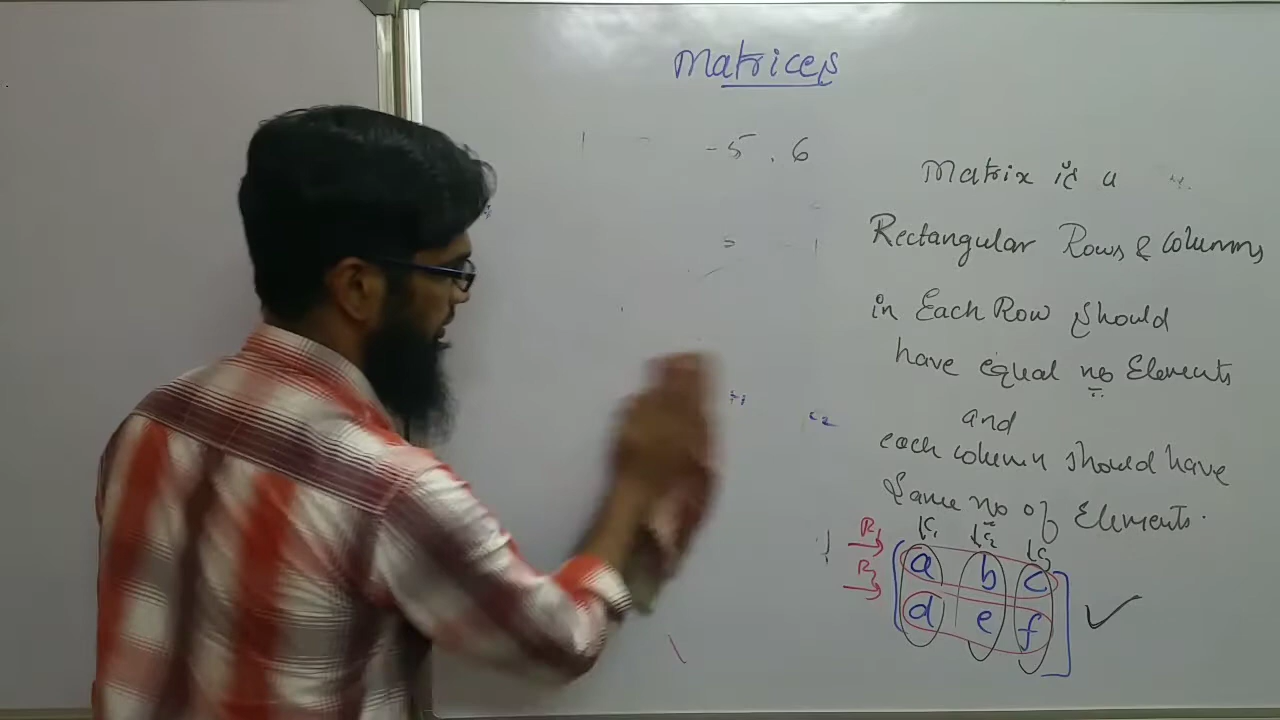 Matrices
-5, 6
Matrix is a
Rectangular Rows & columns
in Each Row should
have equal no Elements
and
each column should have
Same no of Elements.
C1 C2 C3
R1
a b c
R2
d e f